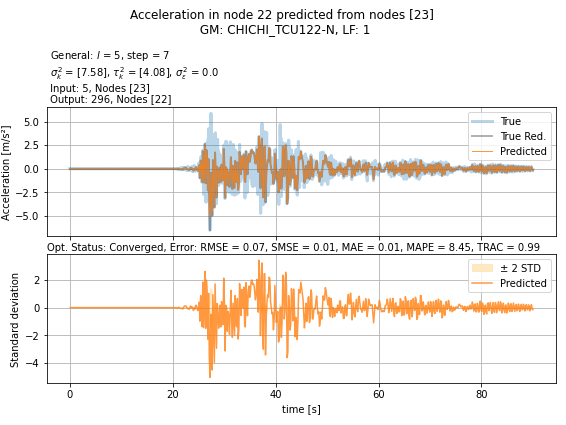 Acceleration in node 22 predicted from nodes [23]
GM: CHICHI_TCU122-N, LF: 1
General: l = 5, step = 7
σ²ₖ = [7.58], τ²ₖ = [4.08], σ²ε = 0.0
Input: 5, Nodes [23]
Output: 296, Nodes [22]
Acceleration [m/s²]
5.0
2.5
0.0
−2.5
−5.0
True
True Red.
Predicted
Opt. Status: Converged, Error: RMSE = 0.07, SMSE = 0.01, MAE = 0.01, MAPE = 8.45, TRAC = 0.99
Standard deviation
2
0
−2
−4
± 2 STD
Predicted
0 20 40 60 80
time [s]